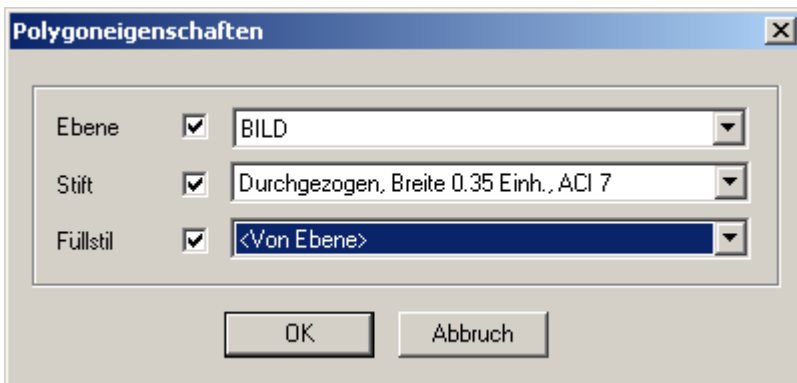 Polygoneigenschaften
Ebene BILD
Stift Durchgezogen, Breite 0.35 Einh., ACI 7
Füllstil <Von Ebene>
OK Abbruch